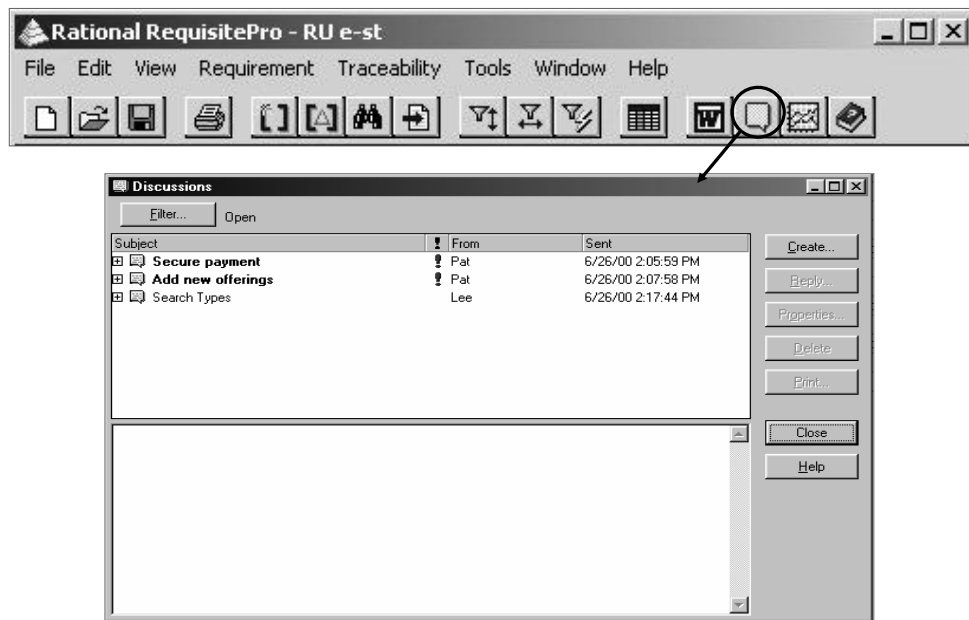 Rational RequisitePro - RU e-st
File Edit View Requirement Traceability Tools Window Help
W
Discussions
Filter... Open
Subject ! From Sent
Secure payment ! Pat 6/26/00 2:05:59 PM
Add new offerings ! Pat 6/26/00 2:07:58 PM
Search Types Lee 6/26/00 2:17:44 PM
Create...
Reply...
Properties...
Delete
Print...
Close
Help